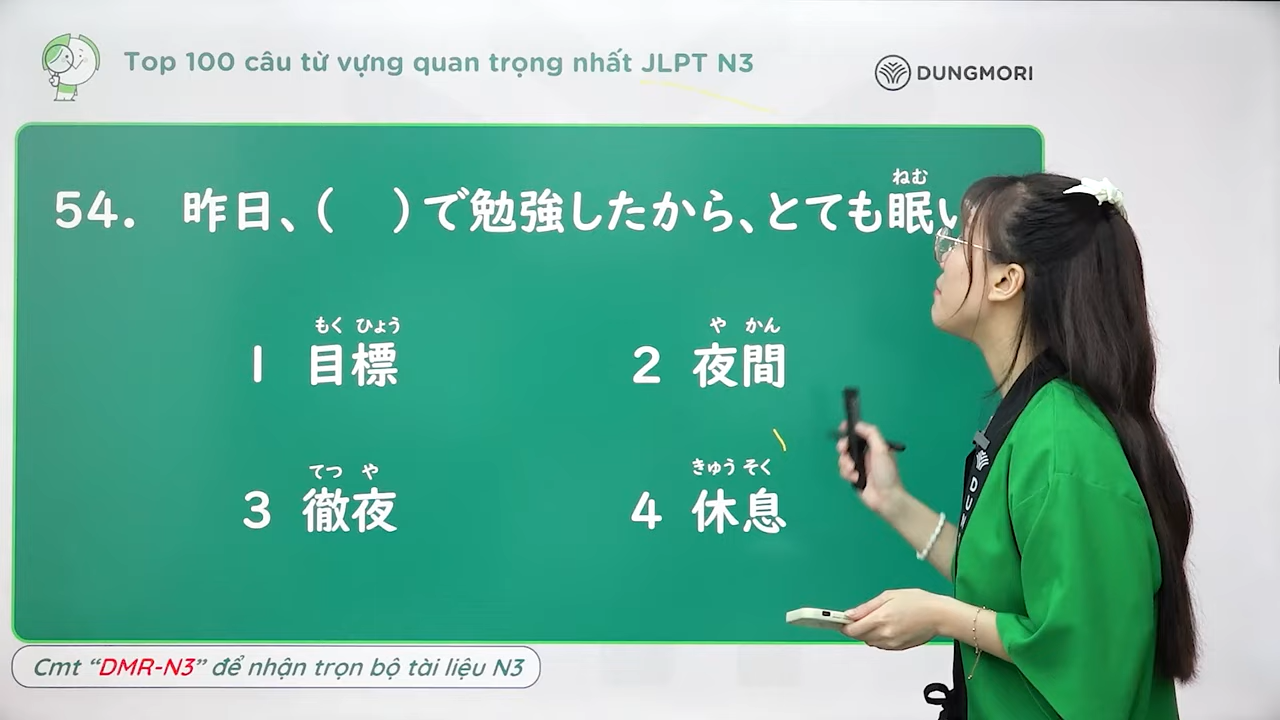 Top 100 câu từ vựng quan trọng nhất JLPT N3
DUNGMORI
ねむ
54. 昨日、( )で勉強したから、とても眠い
もく ひょう
1 目標
や かん
2 夜間
てつ や
3 徹夜
きゅう そく
4 休息
Cmt “DMR-N3” để nhận trọn bộ tài liệu N3